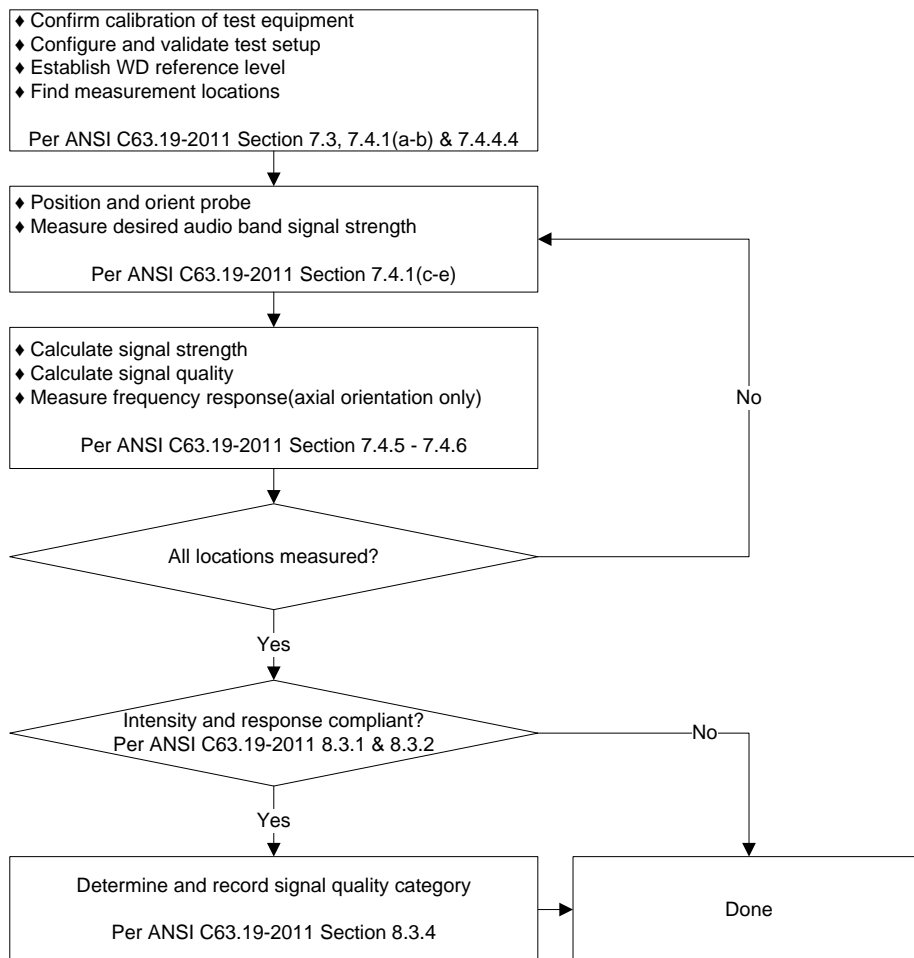 ♦ Confirm calibration of test equipment
♦ Configure and validate test setup
♦ Establish WD reference level
♦ Find measurement locations
Per ANSI C63.19-2011 Section 7.3, 7.4.1(a-b) & 7.4.4.4
♦ Position and orient probe
♦ Measure desired audio band signal strength
Per ANSI C63.19-2011 Section 7.4.1(c-e)
♦ Calculate signal strength
♦ Calculate signal quality
♦ Measure frequency response(axial orientation only)
Per ANSI C63.19-2011 Section 7.4.5 - 7.4.6
No
All locations measured?
Yes
Intensity and response compliant?
Per ANSI C63.19-2011 8.3.1 & 8.3.2
No
Yes
Determine and record signal quality category
Per ANSI C63.19-2011 Section 8.3.4
Done